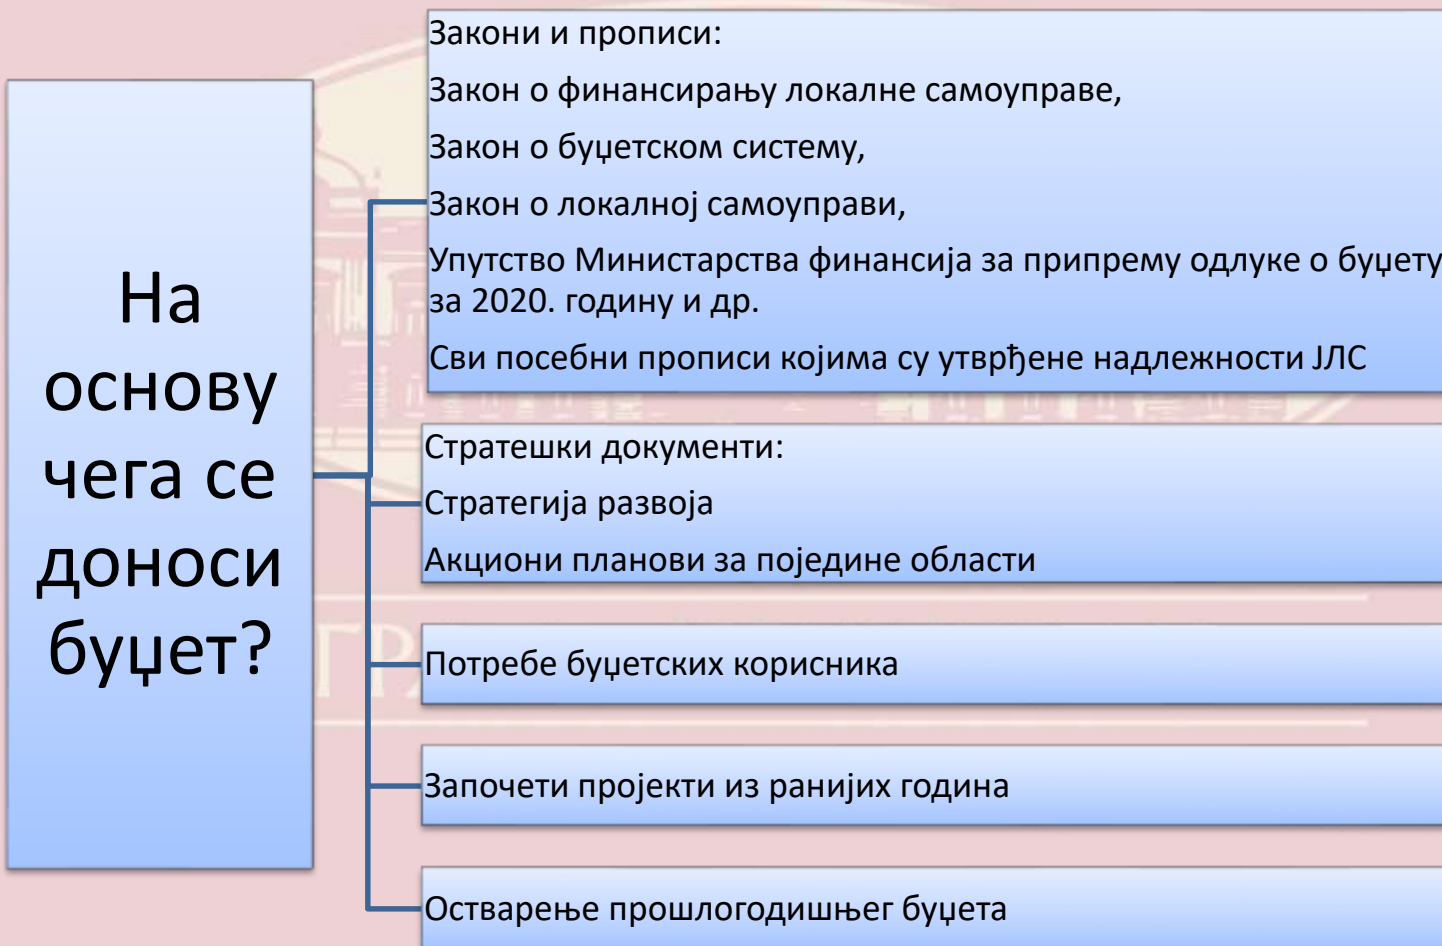 На
основу
чега се
доноси
буџет?
Закони и прописи:
Закон о финансирању локалне самоуправе,
Закон о буџетском систему,
Закон о локалној самоуправи,
Упутство Министарства финансија за припрему одлуке о буџету
за 2020. годину и др.
Сви посебни прописи којима су утврђене надлежности ЈЛС
Стратешки документи:
Стратегија развоја
Акциони планови за поједине области
Потребе буџетских корисника
Започети пројекти из ранијих година
Остварење прошлогодишњег буџета